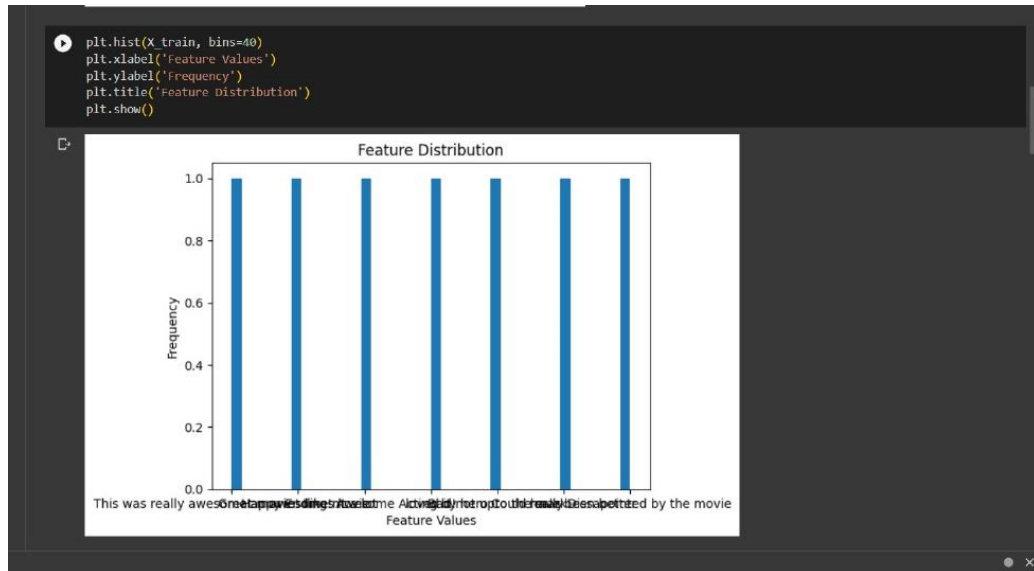 plt.hist(X_train, bins=40)
plt.xlabel('Feature Values')
plt.ylabel('Frequency')
plt.title('Feature Distribution')
plt.show()
Feature Distribution
1.0
0.8
0.6
0.4
0.2
0.0
Frequency
This was really been by the movie
Feature Values